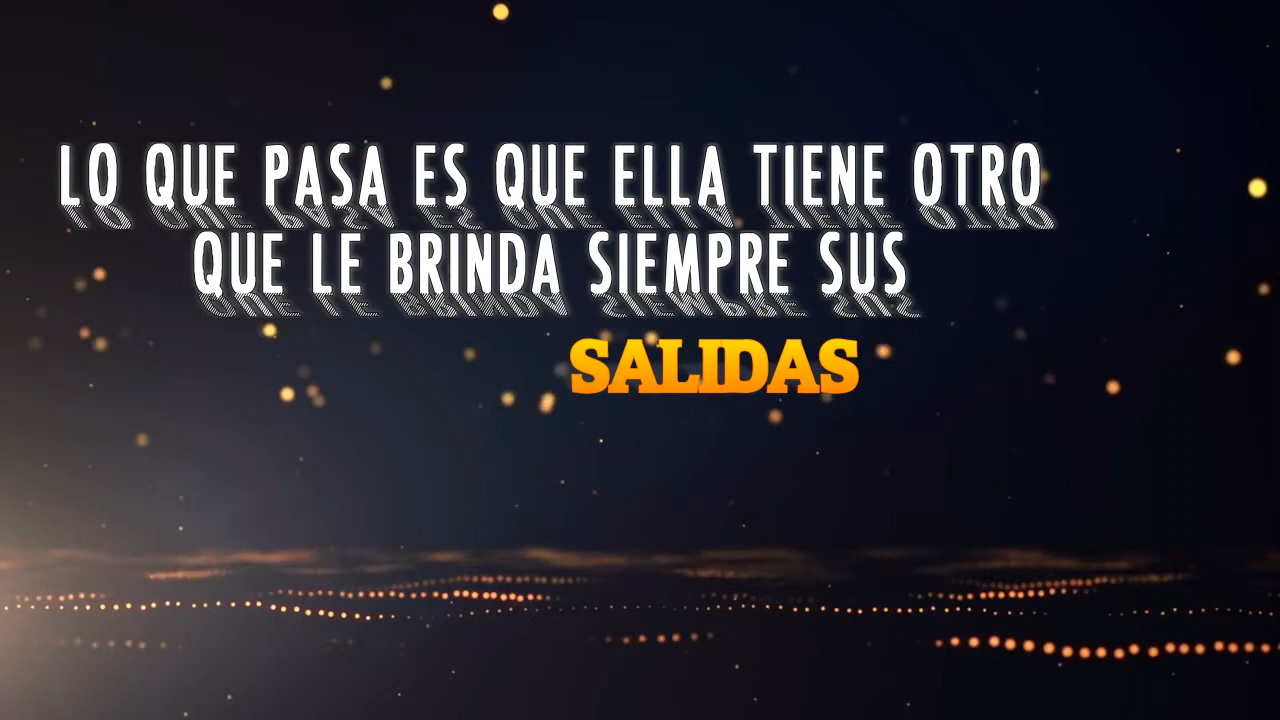 LO QUE PASA ES QUE ELLA TIENE OTRO
QUE LE BRINDA SIEMPRE SUS
SALIDAS